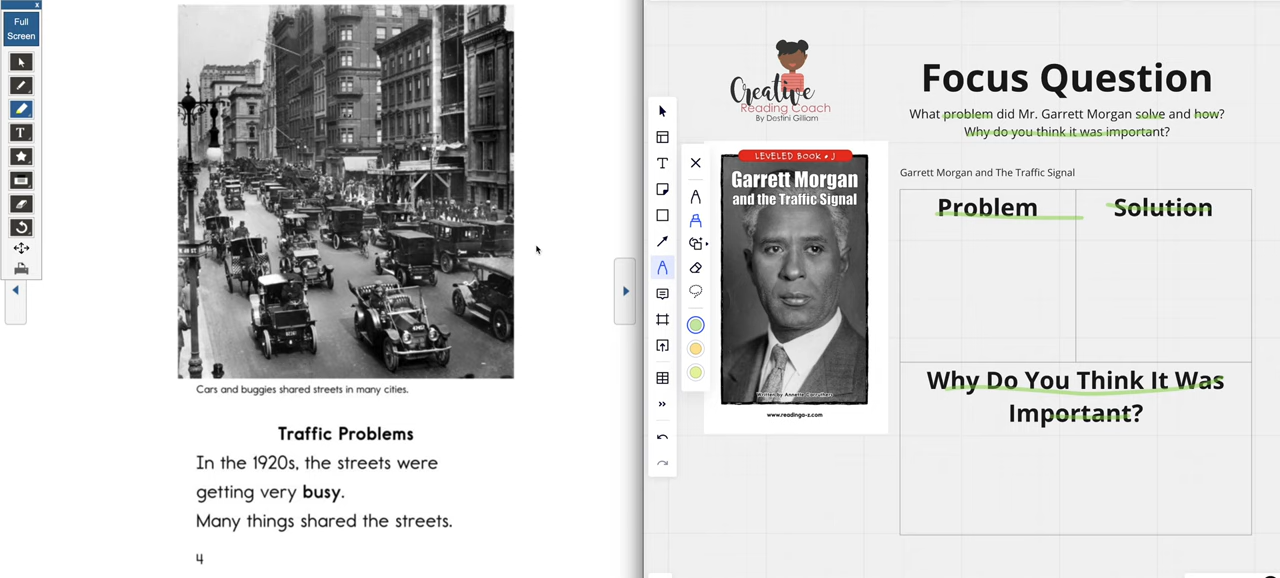 x
Full
Screen
T
Cars and buggies shared streets in many cities.
Traffic Problems
In the 1920s, the streets were
getting very busy.
Many things shared the streets.
4
T
Creative
Reading Coach
By Destini Gilliam
LEVELED BOOK • J
Garrett Morgan
and the Traffic Signal
Written by Annette Carruthers
www.readinga-z.com
Focus Question
What problem did Mr. Garrett Morgan solve and how?
Why do you think it was important?
Garrett Morgan and The Traffic Signal
Problem
Solution
Why Do You Think It Was
Important?